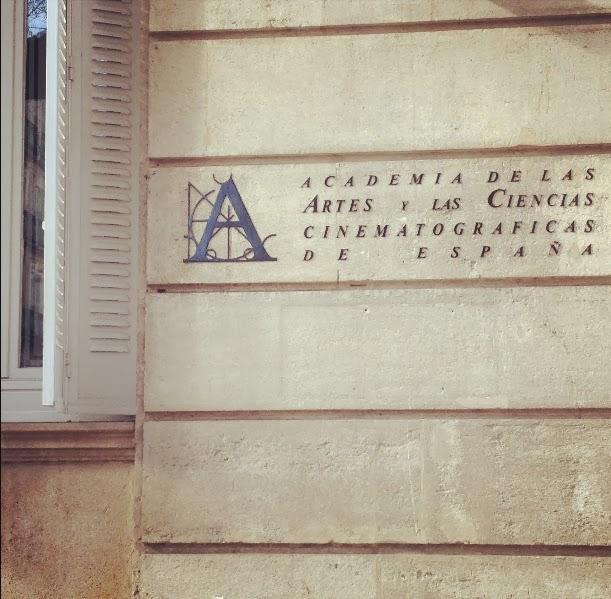 A
ACADEMIA DE LAS
ARTES Y LAS CIENCIAS
CINEMATOGRAFICAS
DE ESPAÑA